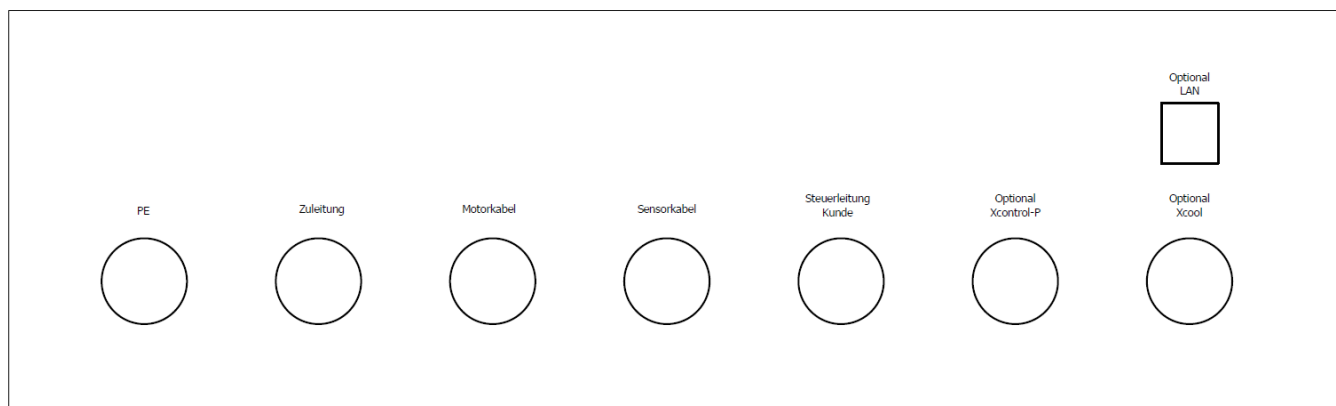 Optional
LAN
PE
Zuleitung
Motorkabel
Sensorkabel
Steuerleitung
Kunde
Optional
Xcontrol-P
Optional
Xcool